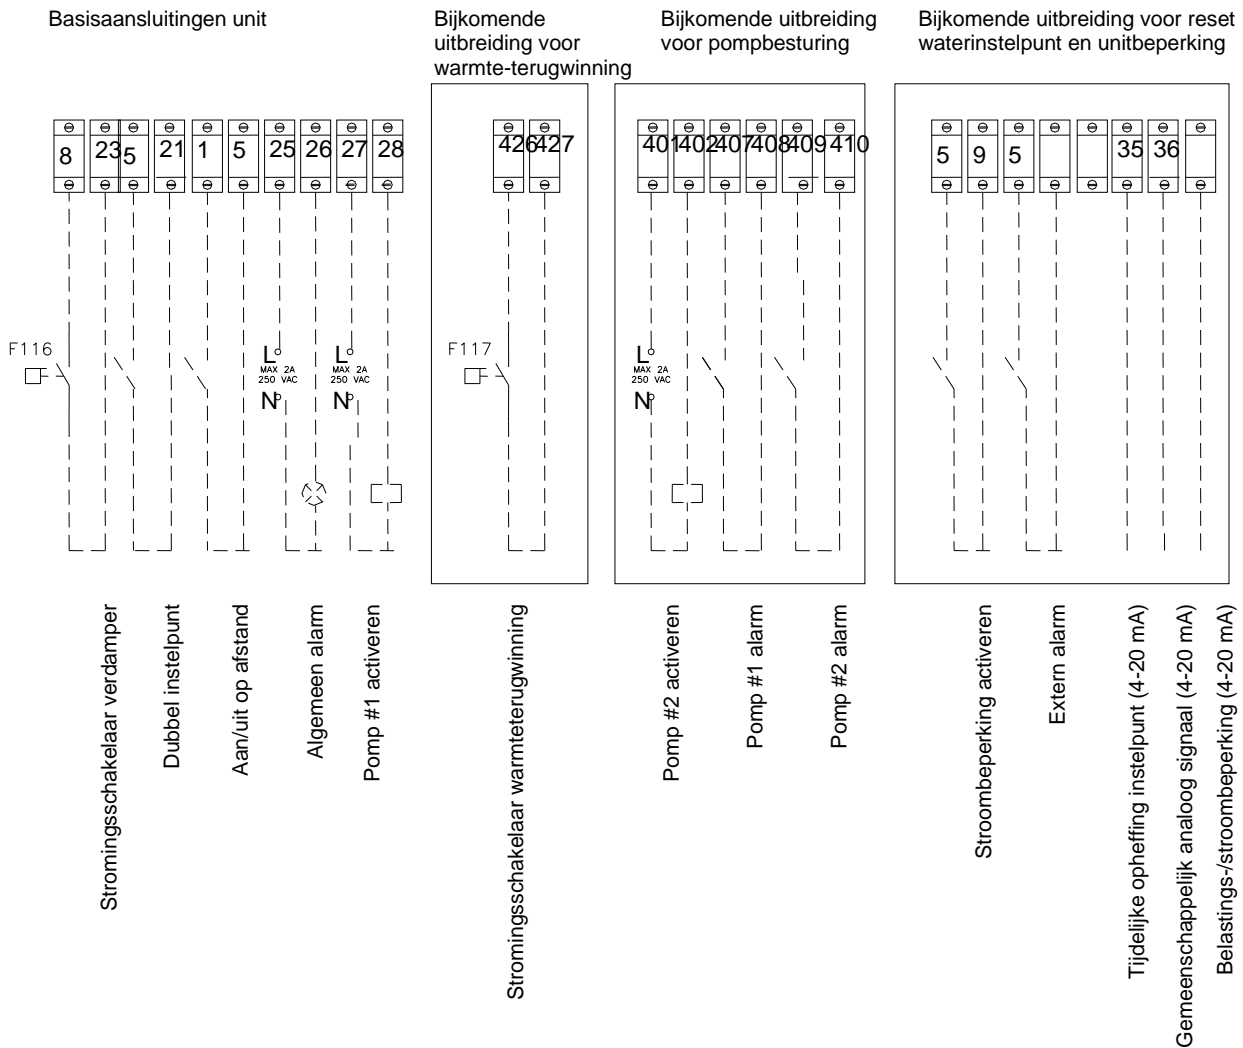 Basisaansluitingen unit
Bijkomende
uitbreiding voor
warmte-terugwinning
Bijkomende uitbreiding
voor pompbesturing
Bijkomende uitbreiding voor reset
waterinstelpunt en unitbeperking
8 23 5 21 1 5 25 26 27 28
426 427
401 402 407 408 409 410
5 9 5 35 36
F116
L
MAX 2A
250 VAC
N
L
MAX 2A
250 VAC
N
F117
L
MAX 2A
250 VAC
N
Stromingsschakelaar verdamper
Dubbel instelpunt
Aan/uit op afstand
Algemeen alarm
Pomp #1 activeren
Stromingsschakelaar warmteterugwinning
Pomp #2 activeren
Pomp #1 alarm
Pomp #2 alarm
Stroombeperking activeren
Extern alarm
Tijdelijke opheffing instelpunt (4-20 mA)
Gemeenschappelijk analoog signaal (4-20 mA)
Belastings-/stroombeperking (4-20 mA)